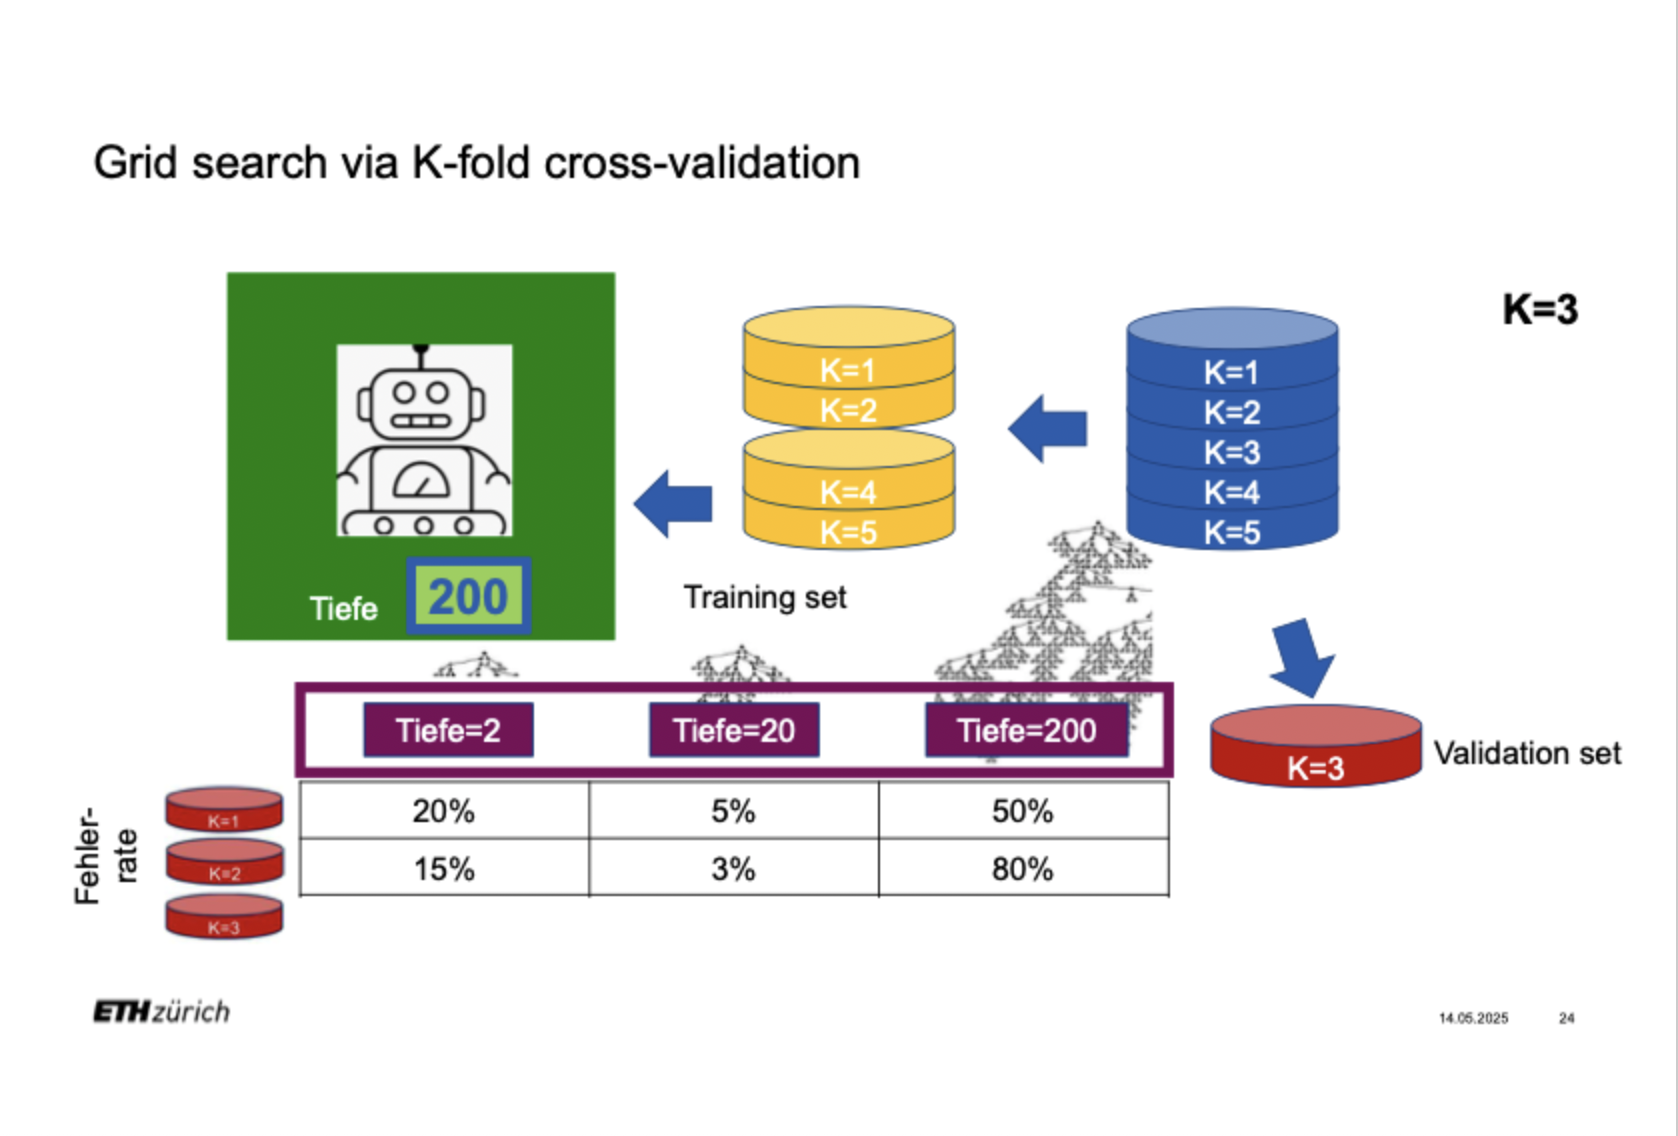 Grid search via K-fold cross-validation
K=3
K=1
K=2
K=4
K=5
K=1
K=2
K=3
K=4
K=5
Tiefe 200
Training set
Tiefe=2 Tiefe=20 Tiefe=200
K=3
Validation set
Fehler-
rate
K=1
20% 5% 50%
K=2
15% 3% 80%
K=3
ETH zürich
14.05.2025 24